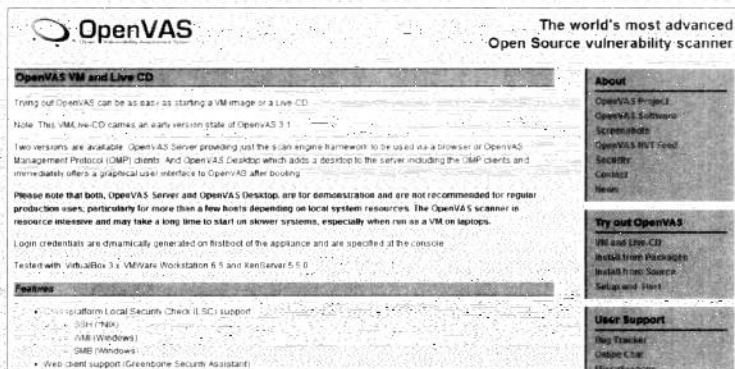 OpenVAS
The world's most advanced
Open Source vulnerability scanner
OpenVAS VM and Live CD
Trying out OpenVAS can be as easy as starting a VM image or a Live-CD
Note: This VM/Live-CD carries an early version state of OpenVAS 3.1
Two versions are available: OpenVAS Server providing just the scan engine framework to be used via a browser or OpenVAS
Management Protocol (OMP) clients. And OpenVAS Desktop which adds a desktop to the server including the OMP clients and
immediately offers a graphical user interface to OpenVAS after booting
Please note that both, OpenVAS Server and OpenVAS Desktop, are for demonstration and are not recommended for regular
production uses, particularly for more than a few hosts depending on local system resources. The OpenVAS scanner is
resource intensive and may take a long time to start on slower systems, especially when run as a VM on laptops.
Login credentials are dynamically generated on firstboot of the appliance and are specified at the console
Tested with: VirtualBox 3.x VMWare Workstation 6.5 and XenServer 5.5.0
Features
platform Local Security Check (LSC) support
SSH (*NIX)
WMI (Windows)
SMB (Windows)
Web client support (Greenbone Security Assistant)
About
OpenVAS Project
OpenVAS Software
Screenshots
OpenVAS NVT Feed
Security
Contact
News
Try out OpenVAS
VM and Live-CD
Install from Packages
Install from Source
Setup and
User Support
Bug Tracker
Online Chat